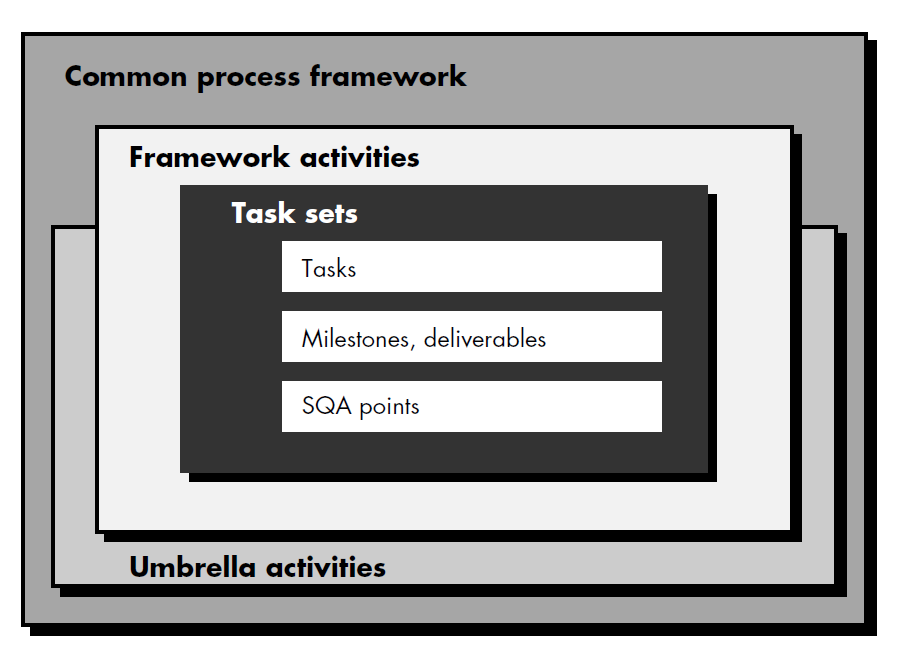 Common process framework
Framework activities
Task sets
Tasks
Milestones, deliverables
SQA points
Umbrella activities